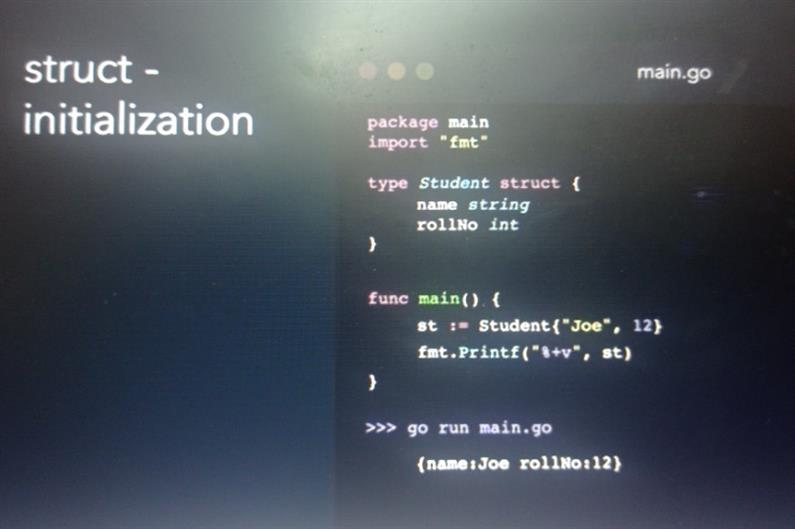 struct -
initialization
main.go
package main
import "fmt"
type Student struct {
name string
rollNo int
}
func main() {
st := Student{"Joe", 12}
fmt.Printf("%+v", st)
}
>>> go run main.go
{name:Joe rollNo:12}